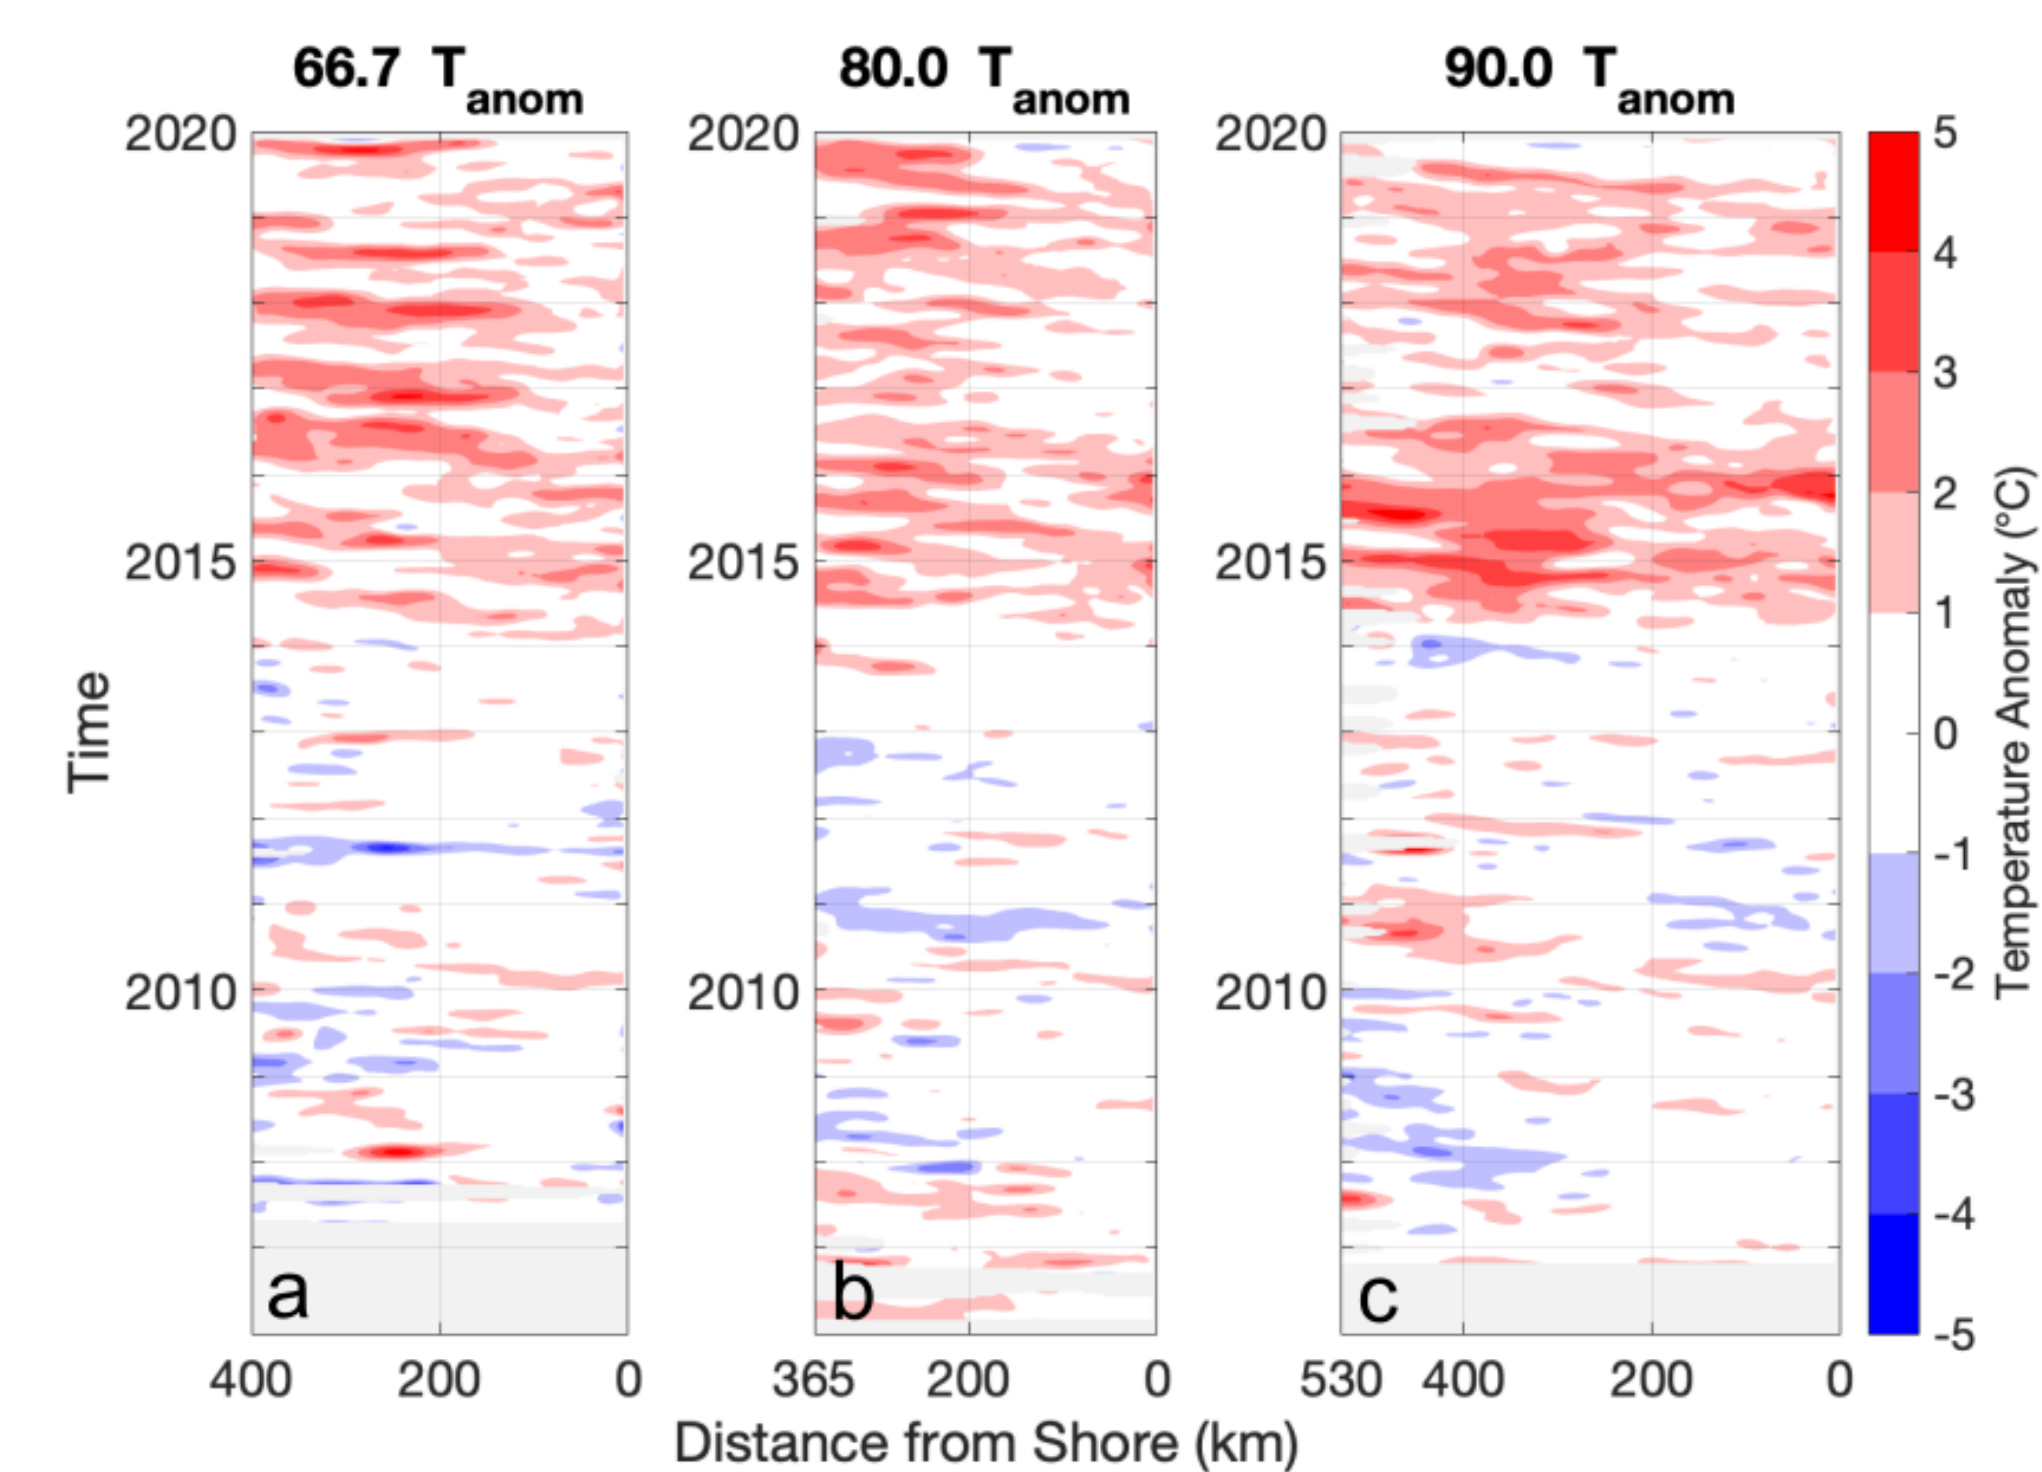 66.7 T anom
80.0 T anom
90.0 T anom
2020
2015
2010
2020
2015
2010
2020
2015
2010
Time
a
b
c
400 200 0
365 200 0
530 400 200 0
Distance from Shore (km)
5
4
3
2
1
0
-1
-2
-3
-4
-5
Temperature Anomaly (°C)